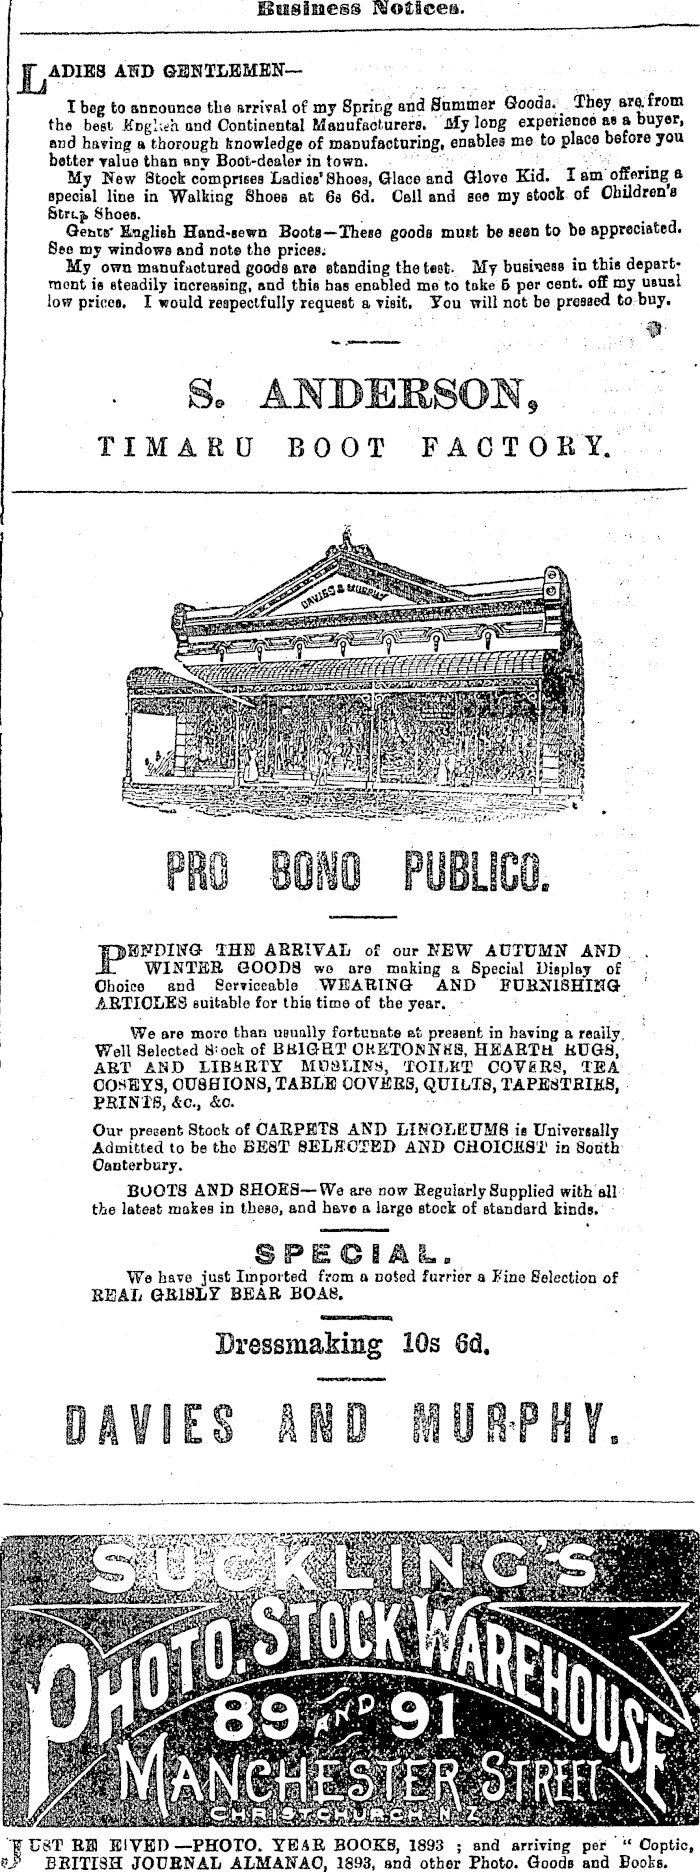 Business Notices.
LADIES AND GENTLEMEN—
I beg to announce the arrival of my Spring and Summer Goods. They are from
the best English and Continental Manufacturers. My long experience as a buyer,
and having a thorough knowledge of manufacturing, enables me to place before you
better value than any Boot-dealer in town.
My New Stock comprises Ladies' Shoes, Glace and Glove Kid. I am offering a
special line in Walking Shoes at 6s 6d. Call and see my stock of Children's
Strap Shoes.
Gents' English Hand-sewn Boots—These goods must be seen to be appreciated.
See my windows and note the prices.
My own manufactured goods are standing the test. My business in this depart-
ment is steadily increasing, and this has enabled me to take 5 per cent. off my usual
low prices. I would respectfully request a visit. You will not be pressed to buy.
S. ANDERSON,
TIMARU BOOT FACTORY.
DAVIES & MURPHY
PRO BONO PUBLICO.
PENDING THE ARRIVAL of our NEW AUTUMN AND
WINTER GOODS we are making a Special Display of
Choice and Serviceable WEARING AND FURNISHING
ARTICLES suitable for this time of the year.
We are more than usually fortunate at present in having a really
Well Selected Stock of BRIGHT CRETONNES, HEARTH RUGS,
ART AND LIBERTY MUSLINS, TOILET COVERS, TEA
COSEYS, CUSHIONS, TABLE COVERS, QUILTS, TAPESTRIES,
PRINTS, &c., &c.
Our present Stock of CARPETS AND LINOLEUMS is Universally
Admitted to be the BEST SELECTED AND CHOICEST in South
Canterbury.
BOOTS AND SHOES—We are now Regularly Supplied with all
the latest makes in these, and have a large stock of standard kinds.
SPECIAL.
We have just Imported from a noted furrier a Fine Selection of
REAL GRISLY BEAR BOAS.
Dressmaking 10s 6d.
DAVIES AND MURPHY.
SUCKLING'S
PHOTO. STOCK WAREHOUSE
89 AND 91
MANCHESTER STREET
CHRISTCHURCH N.Z.
JUST RE EIVED—PHOTO. YEAR BOOKS, 1893 ; and arriving per "Coptic,
BRITISH JOURNAL ALMANAC, 1893, and other Photo. Goods and Books.